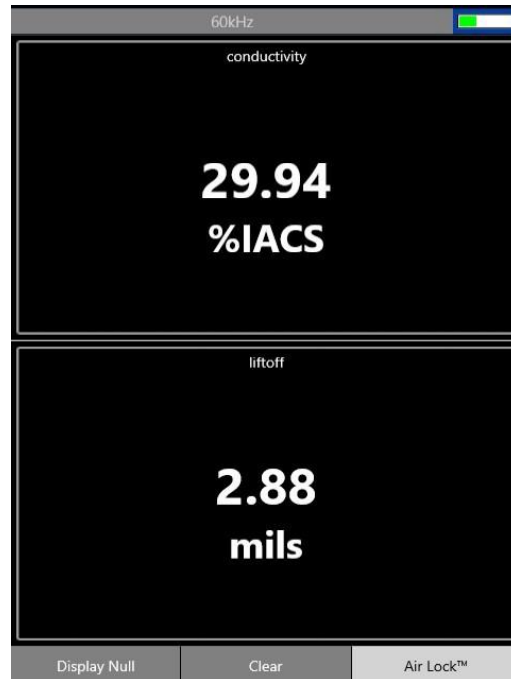 60kHz
conductivity
29.94
%IACS
liftoff
2.88
mils
Display Null
Clear
Air Lock™